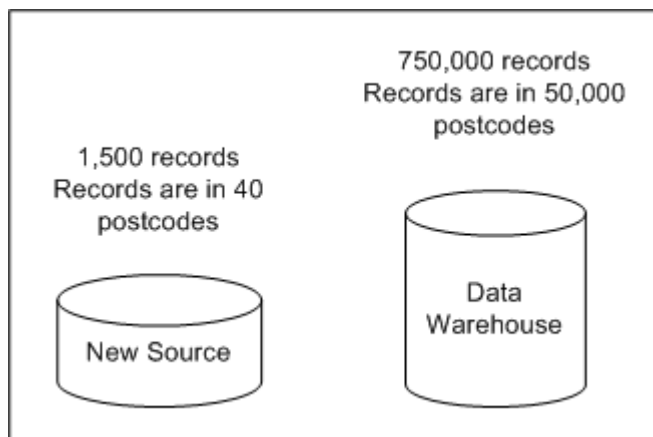 750,000 records
Records are in 50,000
postcodes
1,500 records
Records are in 40
postcodes
Data
Warehouse
New Source